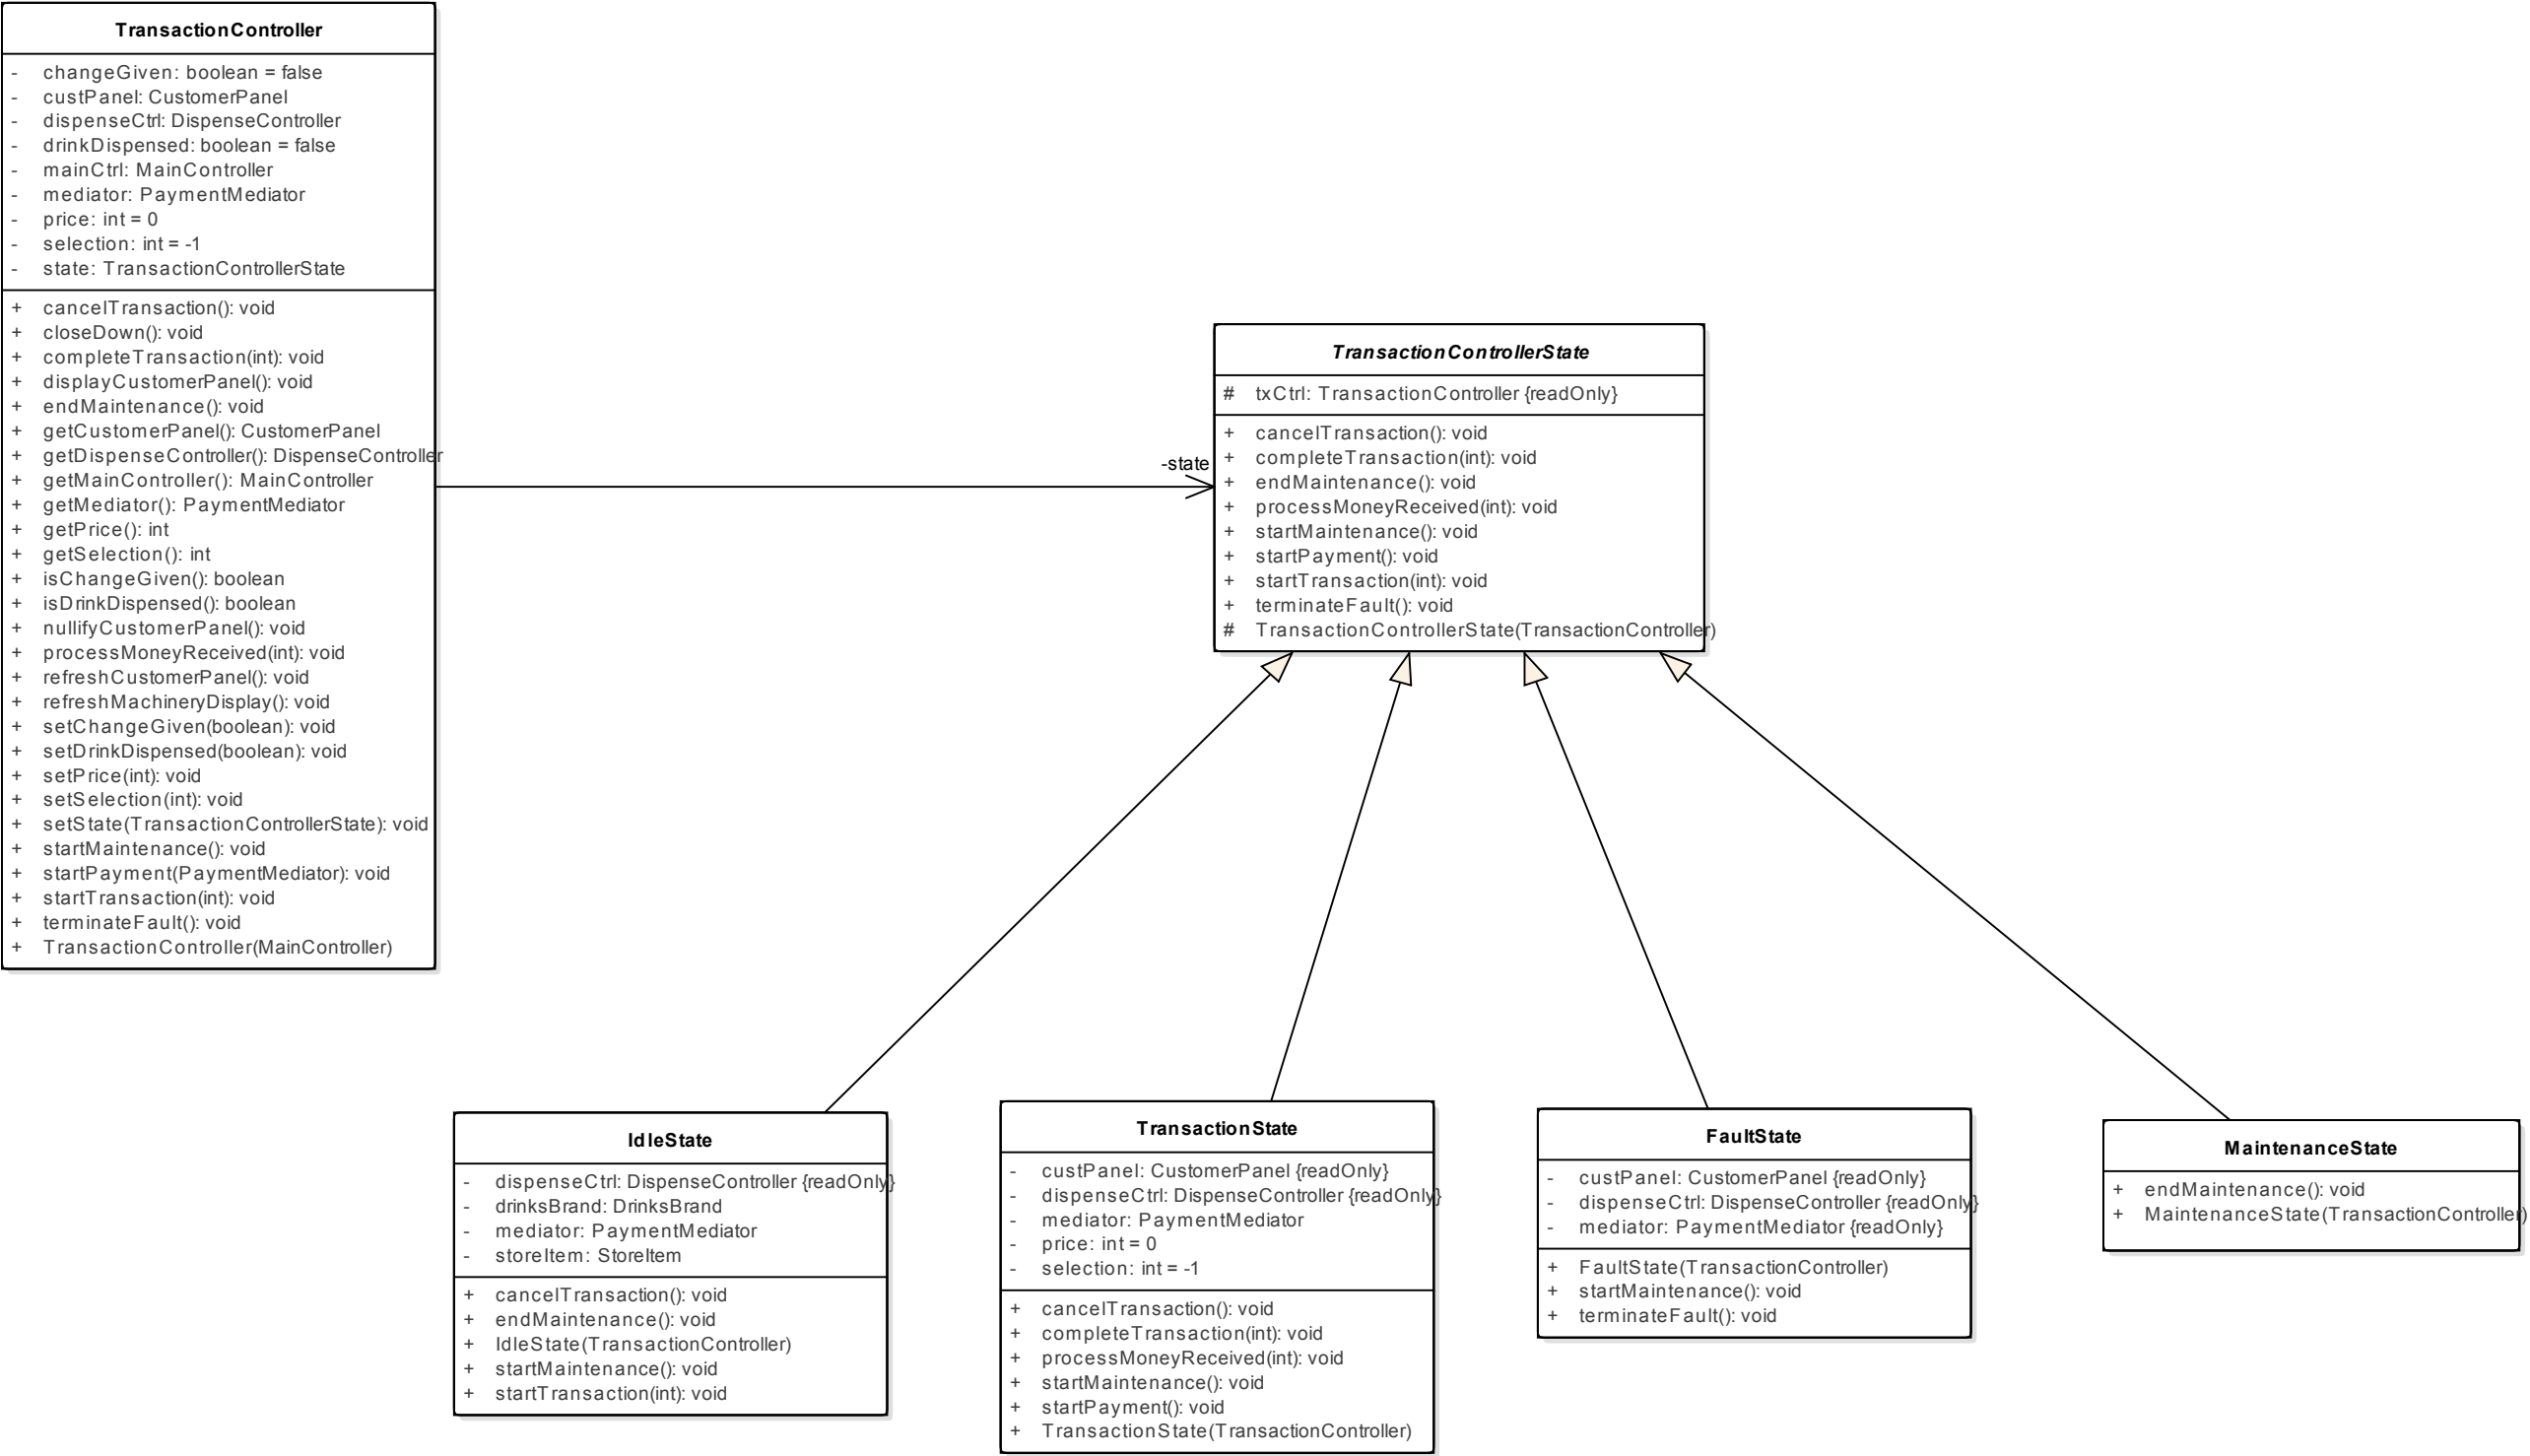 TransactionController
- changeGiven: boolean = false
- custPanel: CustomerPanel
- dispenseCtrl: DispenseController
- drinkDispensed: boolean = false
- mainCtrl: MainController
- mediator: PaymentMediator
- price: int = 0
- selection: int = -1
- state: TransactionControllerState
+ cancelTransaction(): void
+ closeDown(): void
+ completeTransaction(int): void
+ displayCustomerPanel(): void
+ endMaintenance(): void
+ getCustomerPanel(): CustomerPanel
+ getDispenseController(): DispenseController
+ getMainController(): MainController
+ getMediator(): PaymentMediator
+ getPrice(): int
+ getSelection(): int
+ isChangeGiven(): boolean
+ isDrinkDispensed(): boolean
+ nullifyCustomerPanel(): void
+ processMoneyReceived(int): void
+ refreshCustomerPanel(): void
+ refreshMachineryDisplay(): void
+ setChangeGiven(boolean): void
+ setDrinkDispensed(boolean): void
+ setPrice(int): void
+ setSelection(int): void
+ setState(TransactionControllerState): void
+ startMaintenance(): void
+ startPayment(PaymentMediator): void
+ startTransaction(int): void
+ terminateFault(): void
+ TransactionController(MainController)
-state
TransactionControllerState
# txCtrl: TransactionController {readOnly}
+ cancelTransaction(): void
+ completeTransaction(int): void
+ endMaintenance(): void
+ processMoneyReceived(int): void
+ startMaintenance(): void
+ startPayment(): void
+ startTransaction(int): void
+ terminateFault(): void
# TransactionControllerState(TransactionController)
IdleState
- dispenseCtrl: DispenseController {readOnly}
- drinksBrand: DrinksBrand
- mediator: PaymentMediator
- storeItem: StoreItem
+ cancelTransaction(): void
+ endMaintenance(): void
+ IdleState(TransactionController)
+ startMaintenance(): void
+ startTransaction(int): void
TransactionState
- custPanel: CustomerPanel {readOnly}
- dispenseCtrl: DispenseController {readOnly}
- mediator: PaymentMediator
- price: int = 0
- selection: int = -1
+ cancelTransaction(): void
+ completeTransaction(int): void
+ processMoneyReceived(int): void
+ startMaintenance(): void
+ startPayment(): void
+ TransactionState(TransactionController)
FaultState
- custPanel: CustomerPanel {readOnly}
- dispenseCtrl: DispenseController {readOnly}
- mediator: PaymentMediator {readOnly}
+ FaultState(TransactionController)
+ startMaintenance(): void
+ terminateFault(): void
MaintenanceState
+ endMaintenance(): void
+ MaintenanceState(TransactionController)